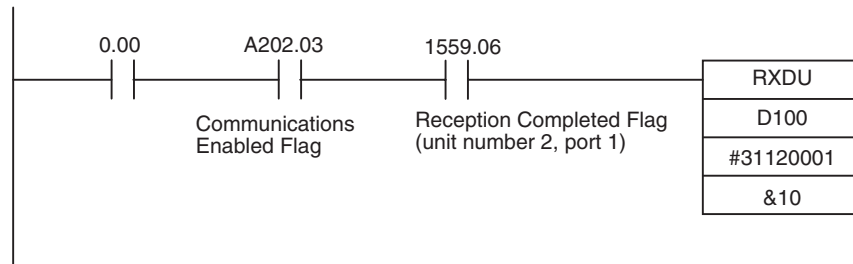 0.00
A202.03
1559.06
Communications
Enabled Flag
Reception Completed Flag
(unit number 2, port 1)
RXDU
D100
#31120001
&10